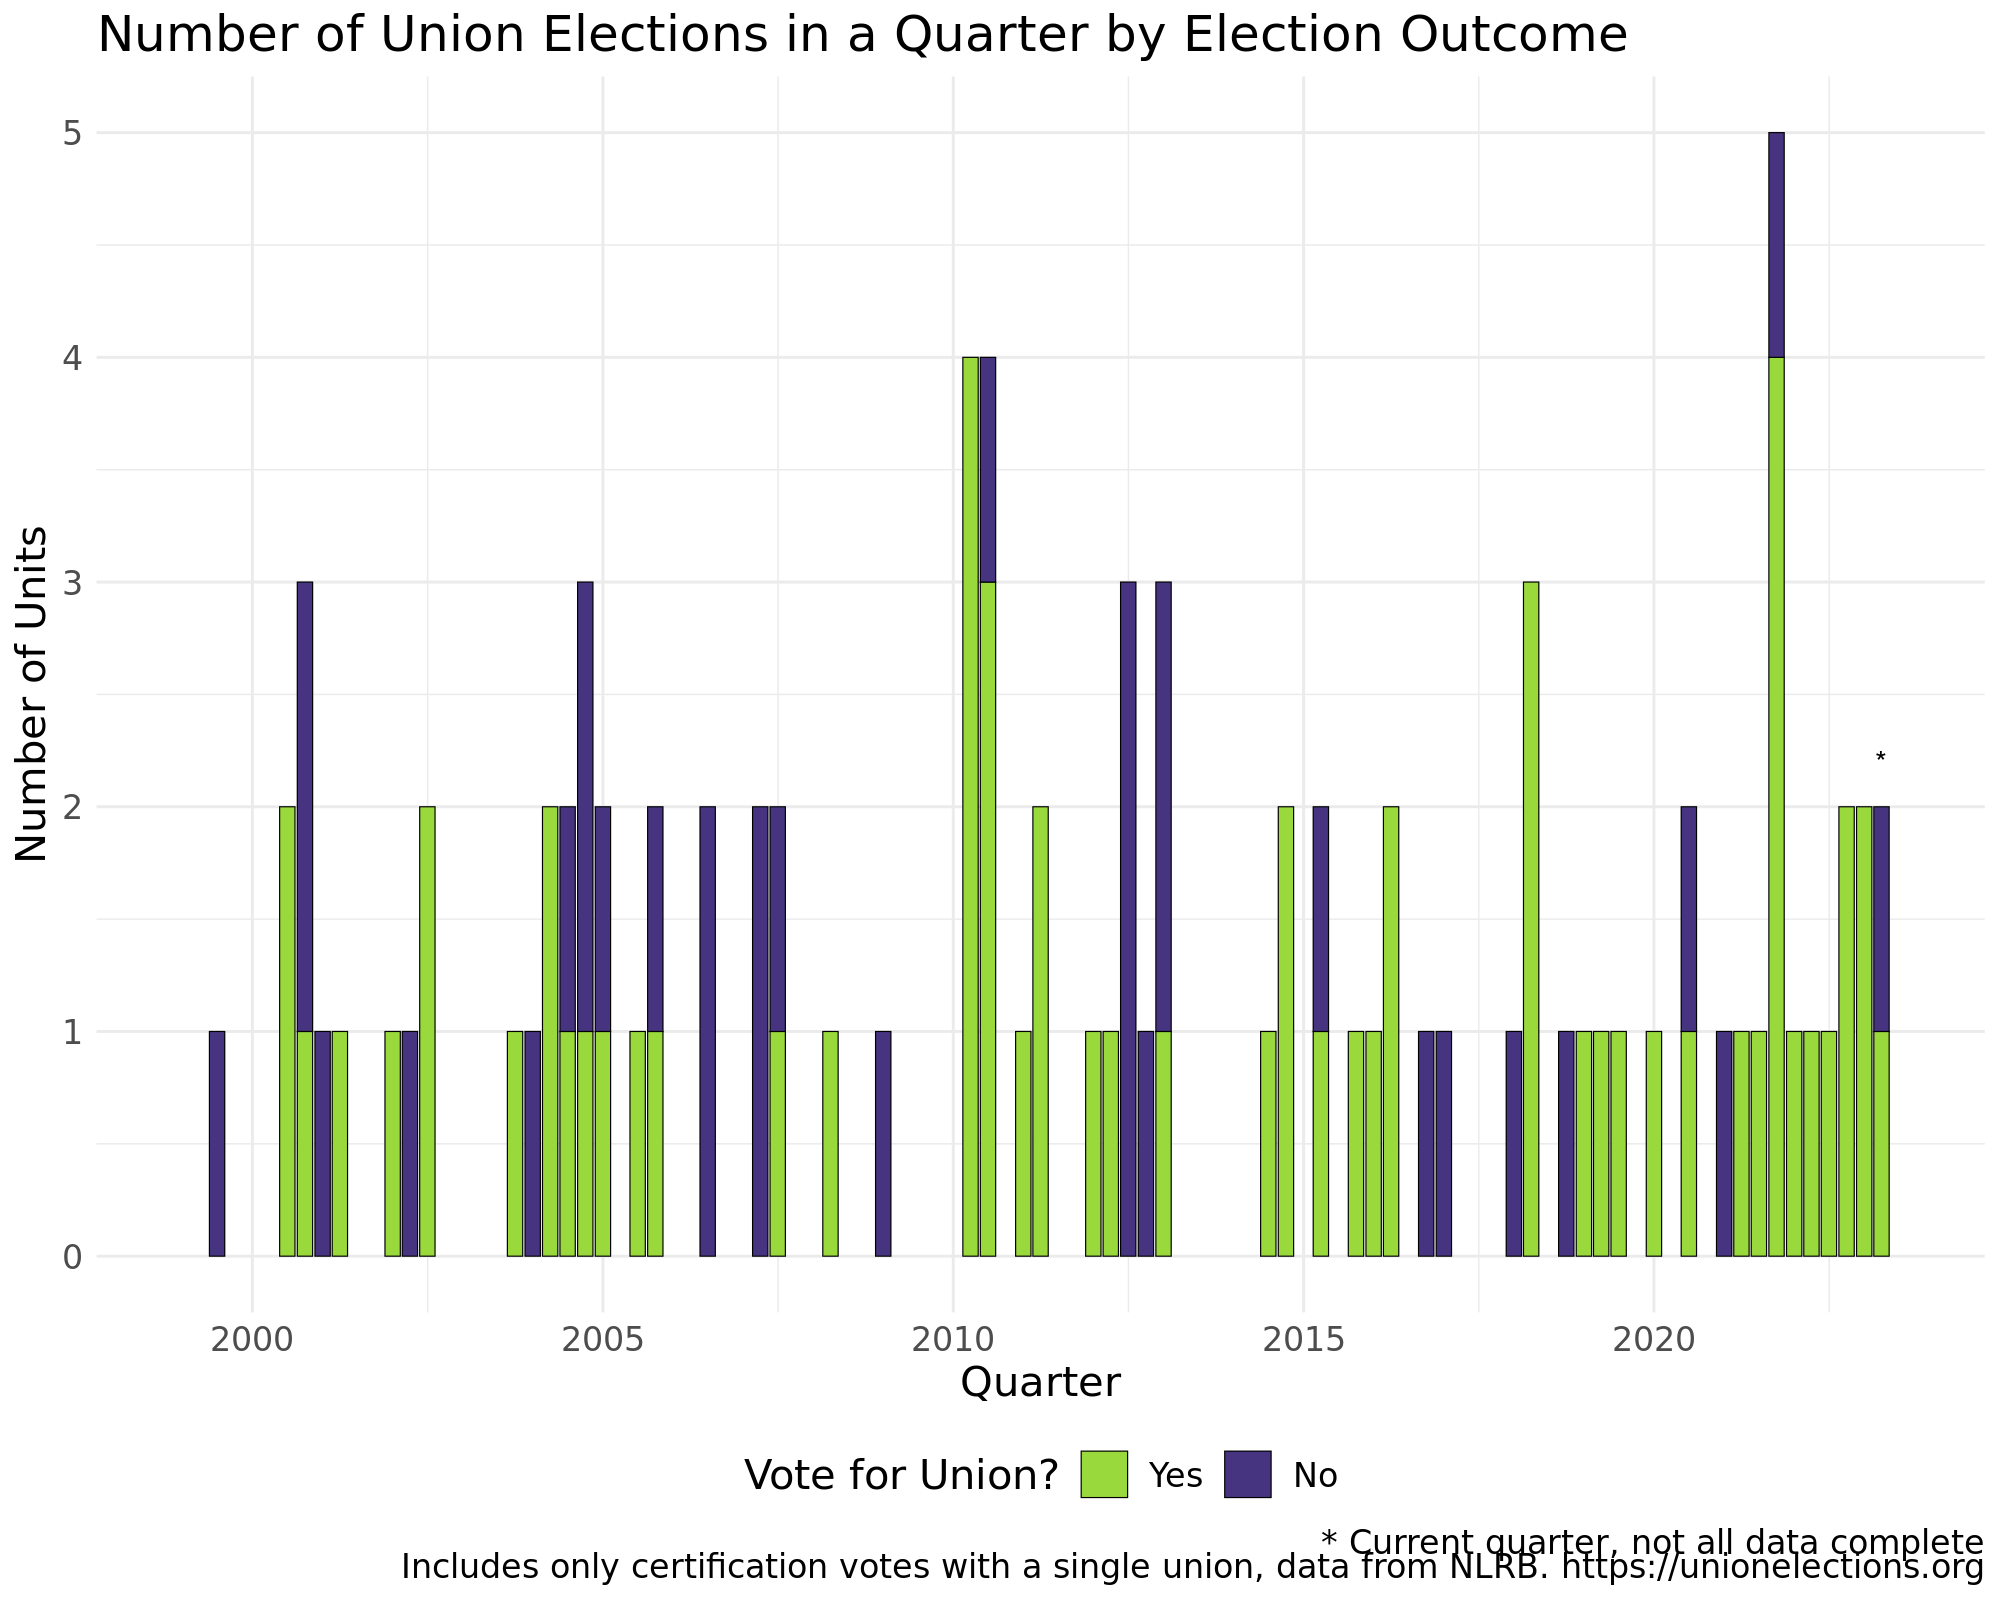 Number of Union Elections in a Quarter by Election Outcome
Number of Units
5
4
3
2
1
0
*
2000 2005 2010 2015 2020
Quarter
Vote for Union? Yes No
* Current quarter, not all data complete
Includes only certification votes with a single union, data from NLRB. https://unionelections.org